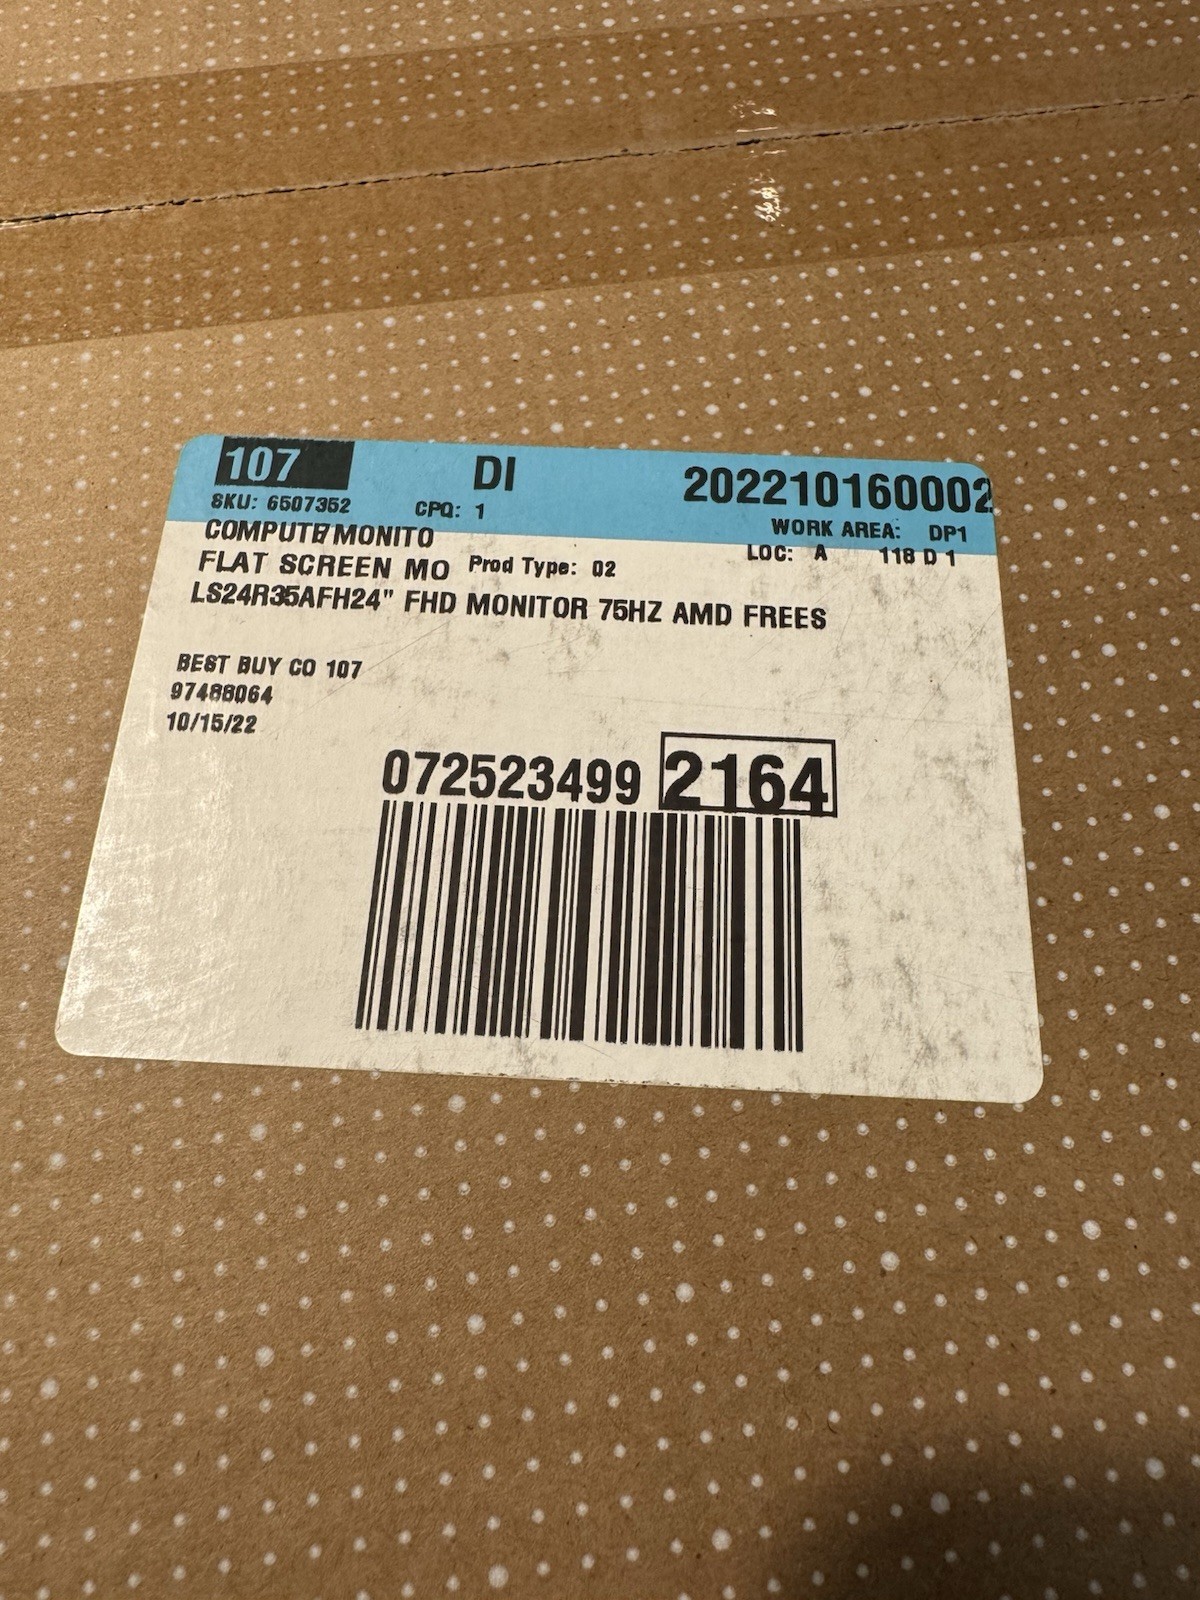 107 DI 202210160002
SKU: 6507352 CPQ: 1 WORK AREA: DP1
COMPUTE/MONITO LOC: A 118 D 1
FLAT SCREEN MO Prod Type: 02
LS24R35AFH24" FHD MONITOR 75HZ AMD FREES
BEST BUY CO 107
97488064
10/15/22
072523499 2164